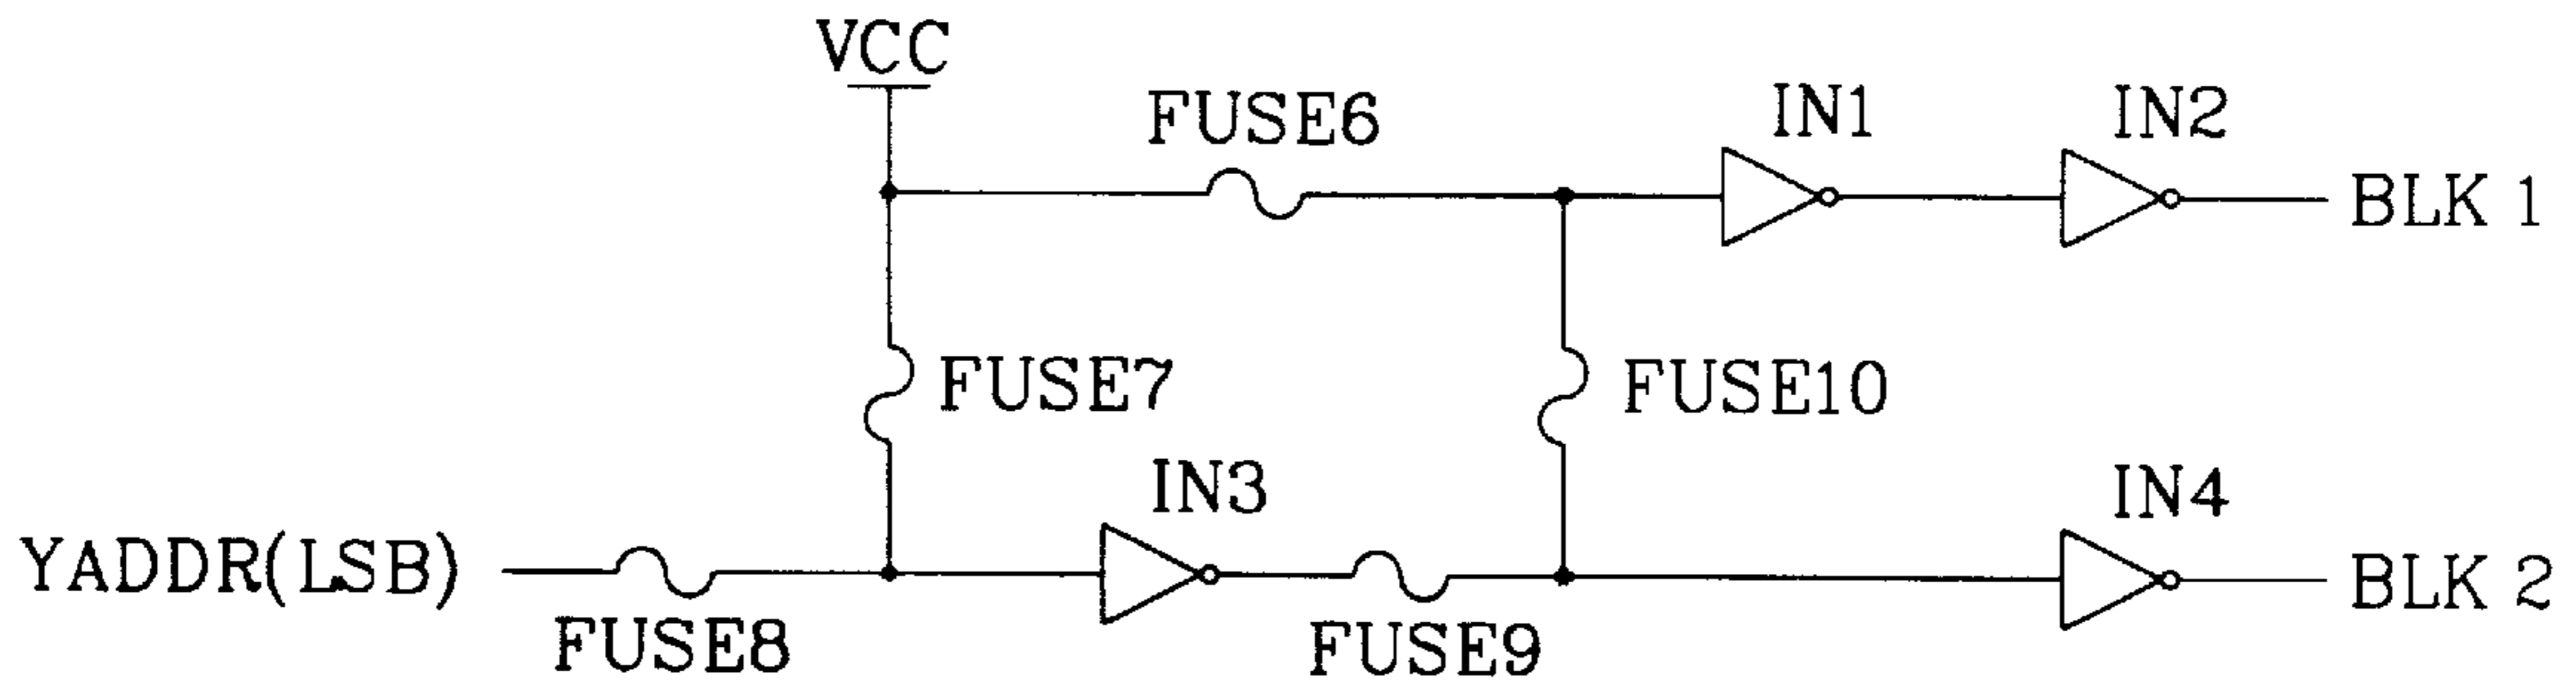 VCC
FUSE6
IN1
IN2
BLK 1
FUSE7
FUSE10
IN3
IN4
YADDR(LSB)
BLK 2
FUSE8
FUSE9